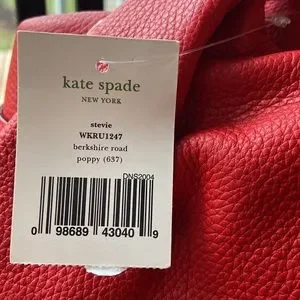 kate spade
NEW YORK
stevie
WKRU1247
berkshire road
poppy (637)
DNS2004
0 98689 43040 9